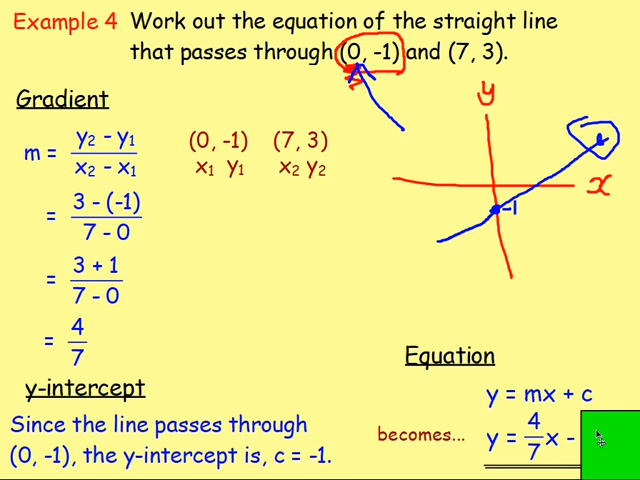 Example 4 Work out the equation of the straight line
that passes through (0, -1) and (7, 3).
Gradient
m = y₂ - y₁ / x₂ - x₁
(0, -1) (7, 3)
x₁ y₁ x₂ y₂
= 3 - (-1) / 7 - 0
= 3 + 1 / 7 - 0
= 4 / 7
y
x
-1
y-intercept
Since the line passes through
(0, -1), the y-intercept is, c = -1.
Equation
y = mx + c
becomes... y = 4/7 x -